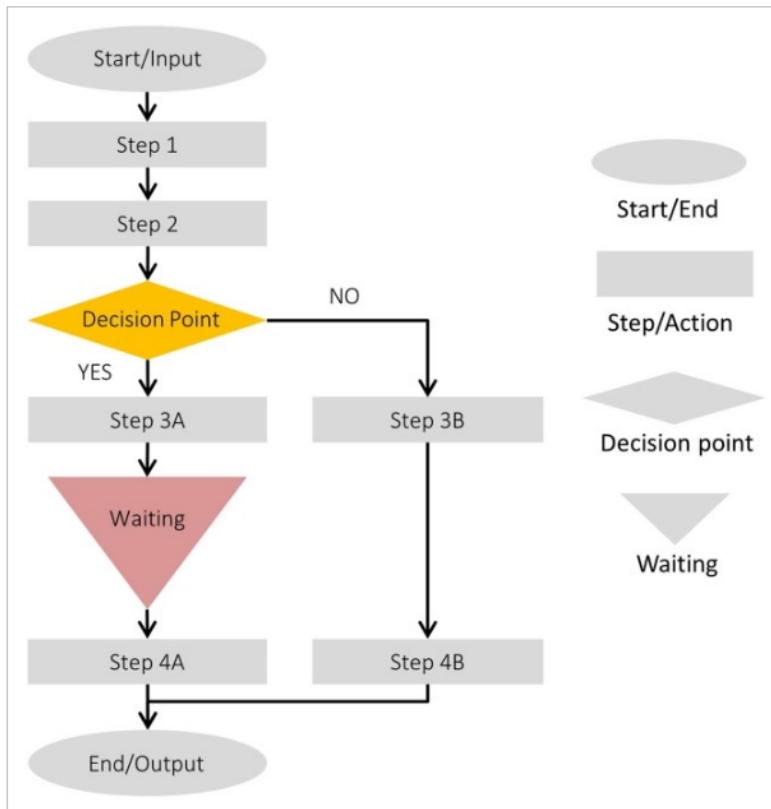 Start/Input
Step 1
Step 2
Decision Point
NO
YES
Step 3A
Step 3B
Waiting
Step 4A
Step 4B
End/Output
Start/End
Step/Action
Decision point
Waiting